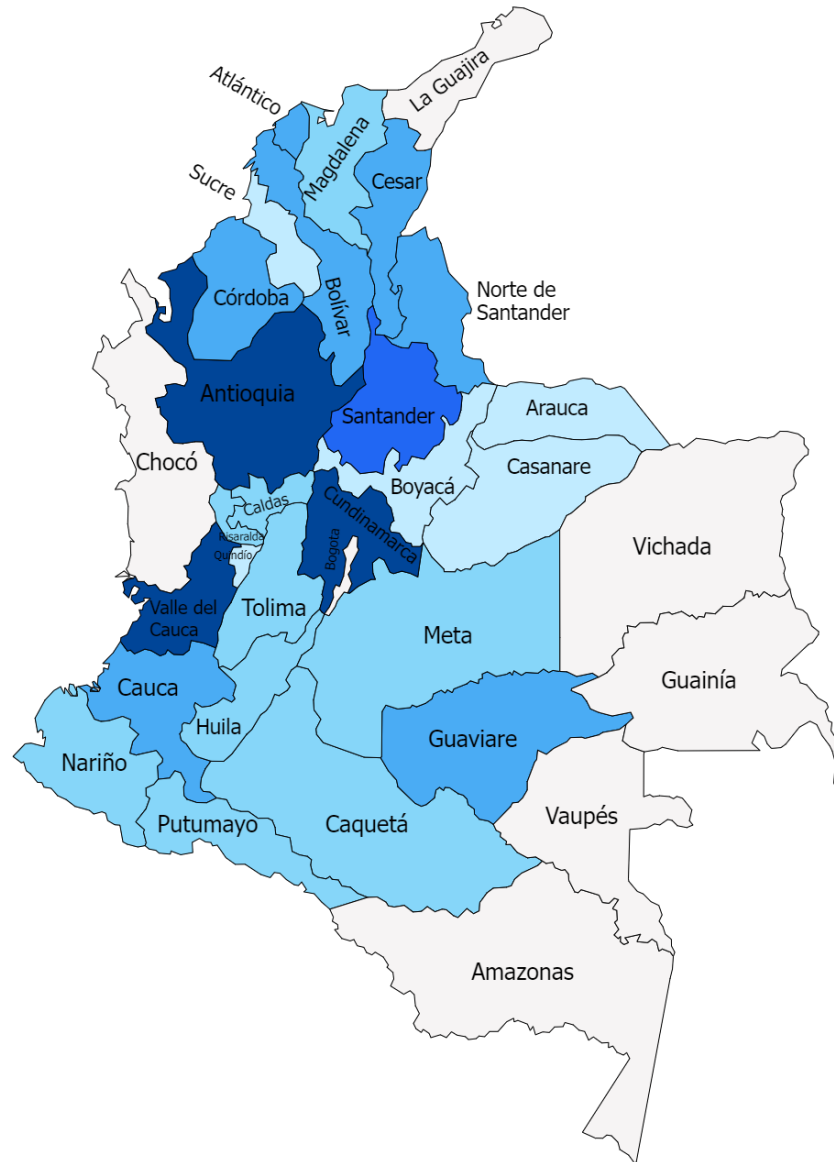 La Guajira
Atlántico
Magdalena
Cesar
Sucre
Norte de
Santander
Córdoba
Bolívar
Antioquia
Santander
Arauca
Chocó
Boyacá
Casanare
Caldas
Cundinamarca
Risaralda
Quindío
Bogota
Vichada
Valle del
Cauca
Tolima
Meta
Guainía
Cauca
Huila
Guaviare
Nariño
Putumayo
Caquetá
Vaupés
Amazonas